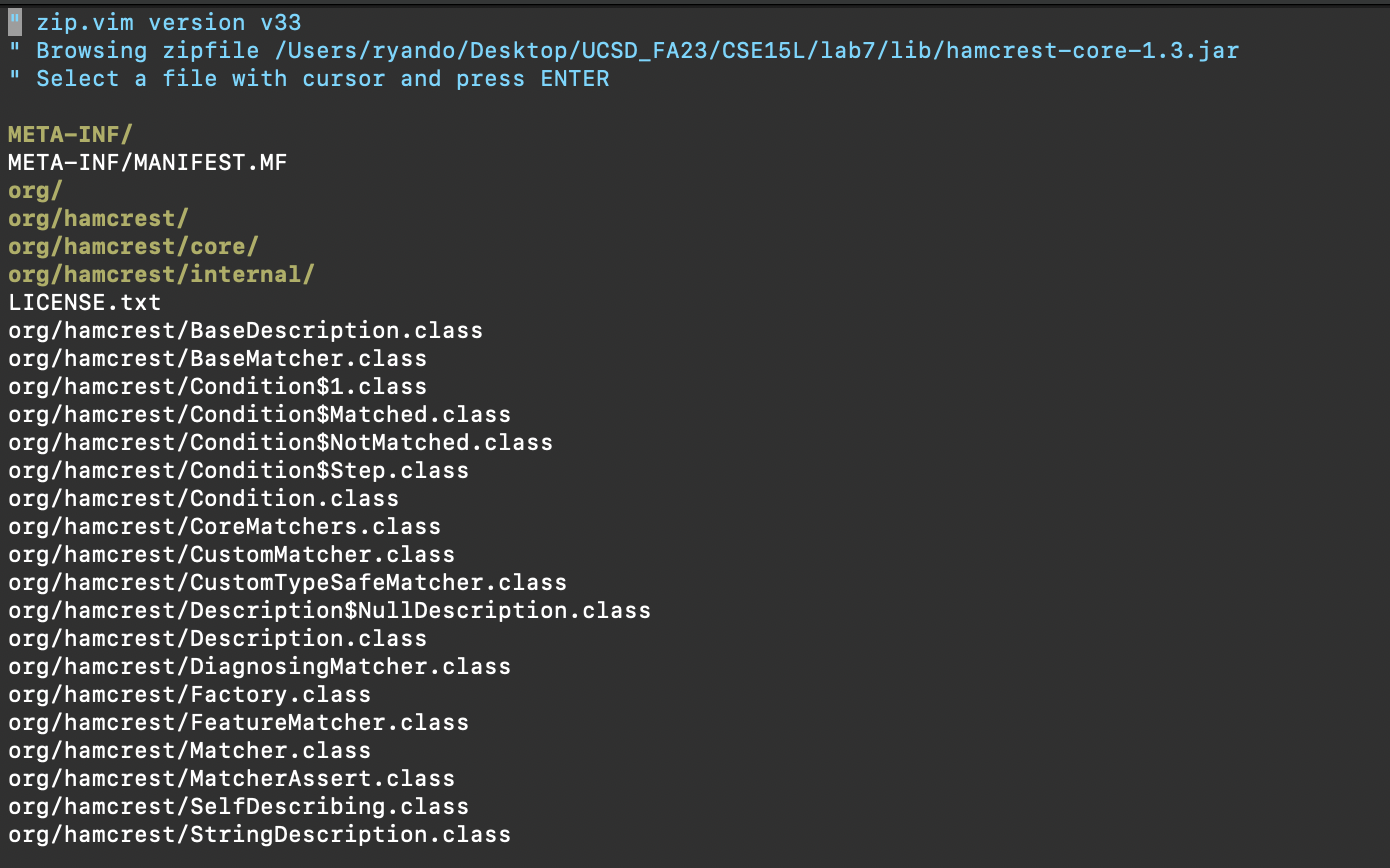 " zip.vim version v33
" Browsing zipfile /Users/ryando/Desktop/UCSD_FA23/CSE15L/lab7/lib/hamcrest-core-1.3.jar
" Select a file with cursor and press ENTER
META-INF/
META-INF/MANIFEST.MF
org/
org/hamcrest/
org/hamcrest/core/
org/hamcrest/internal/
LICENSE.txt
org/hamcrest/BaseDescription.class
org/hamcrest/BaseMatcher.class
org/hamcrest/Condition$1.class
org/hamcrest/Condition$Matched.class
org/hamcrest/Condition$NotMatched.class
org/hamcrest/Condition$Step.class
org/hamcrest/Condition.class
org/hamcrest/CoreMatchers.class
org/hamcrest/CustomMatcher.class
org/hamcrest/CustomTypeSafeMatcher.class
org/hamcrest/Description$NullDescription.class
org/hamcrest/Description.class
org/hamcrest/DiagnosingMatcher.class
org/hamcrest/Factory.class
org/hamcrest/FeatureMatcher.class
org/hamcrest/Matcher.class
org/hamcrest/MatcherAssert.class
org/hamcrest/SelfDescribing.class
org/hamcrest/StringDescription.class